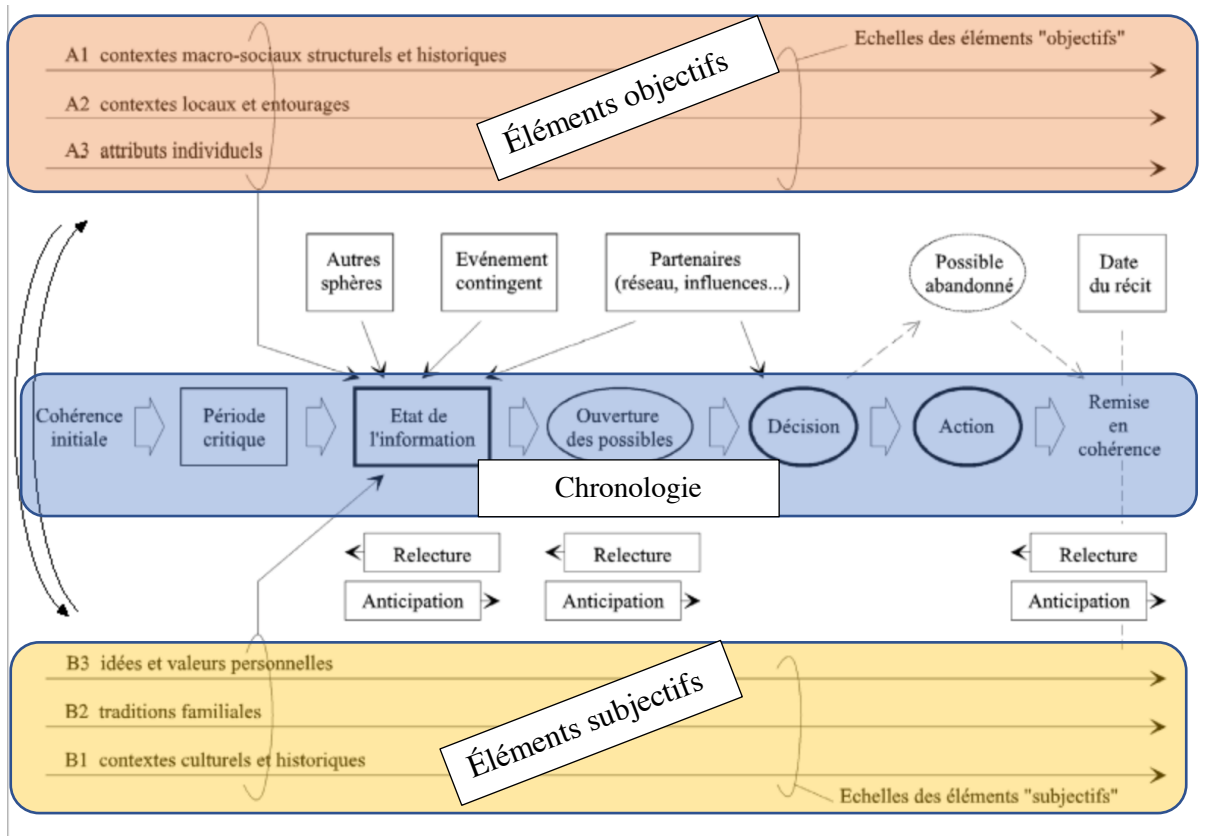 A1 contextes macro-sociaux structurels et historiques
Echelles des éléments "objectifs"
Éléments objectifs
A2 contextes locaux et entourages
A3 attributs individuels
Autres
sphères
Evénement
contingent
Partenaires
(réseau, influences...)
Possible
abandonné
Date
du récit
Cohérence
initiale
Période
critique
Etat de
l'information
Ouverture
des possibles
Décision
Action
Remise
en
cohérence
Chronologie
Relecture
Relecture
Relecture
Anticipation
Anticipation
Anticipation
B3 idées et valeurs personnelles
B2 traditions familiales
Éléments subjectifs
B1 contextes culturels et historiques
Echelles des éléments "subjectifs"